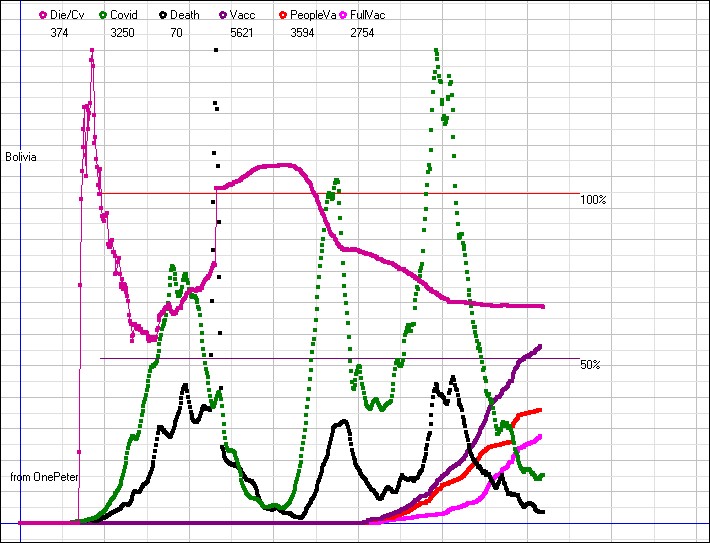 Die/Cv Covid Death Vacc PeopleVa FullVac
374 3250 70 5621 3594 2754
Bolivia
100%
50%
from OnePeter